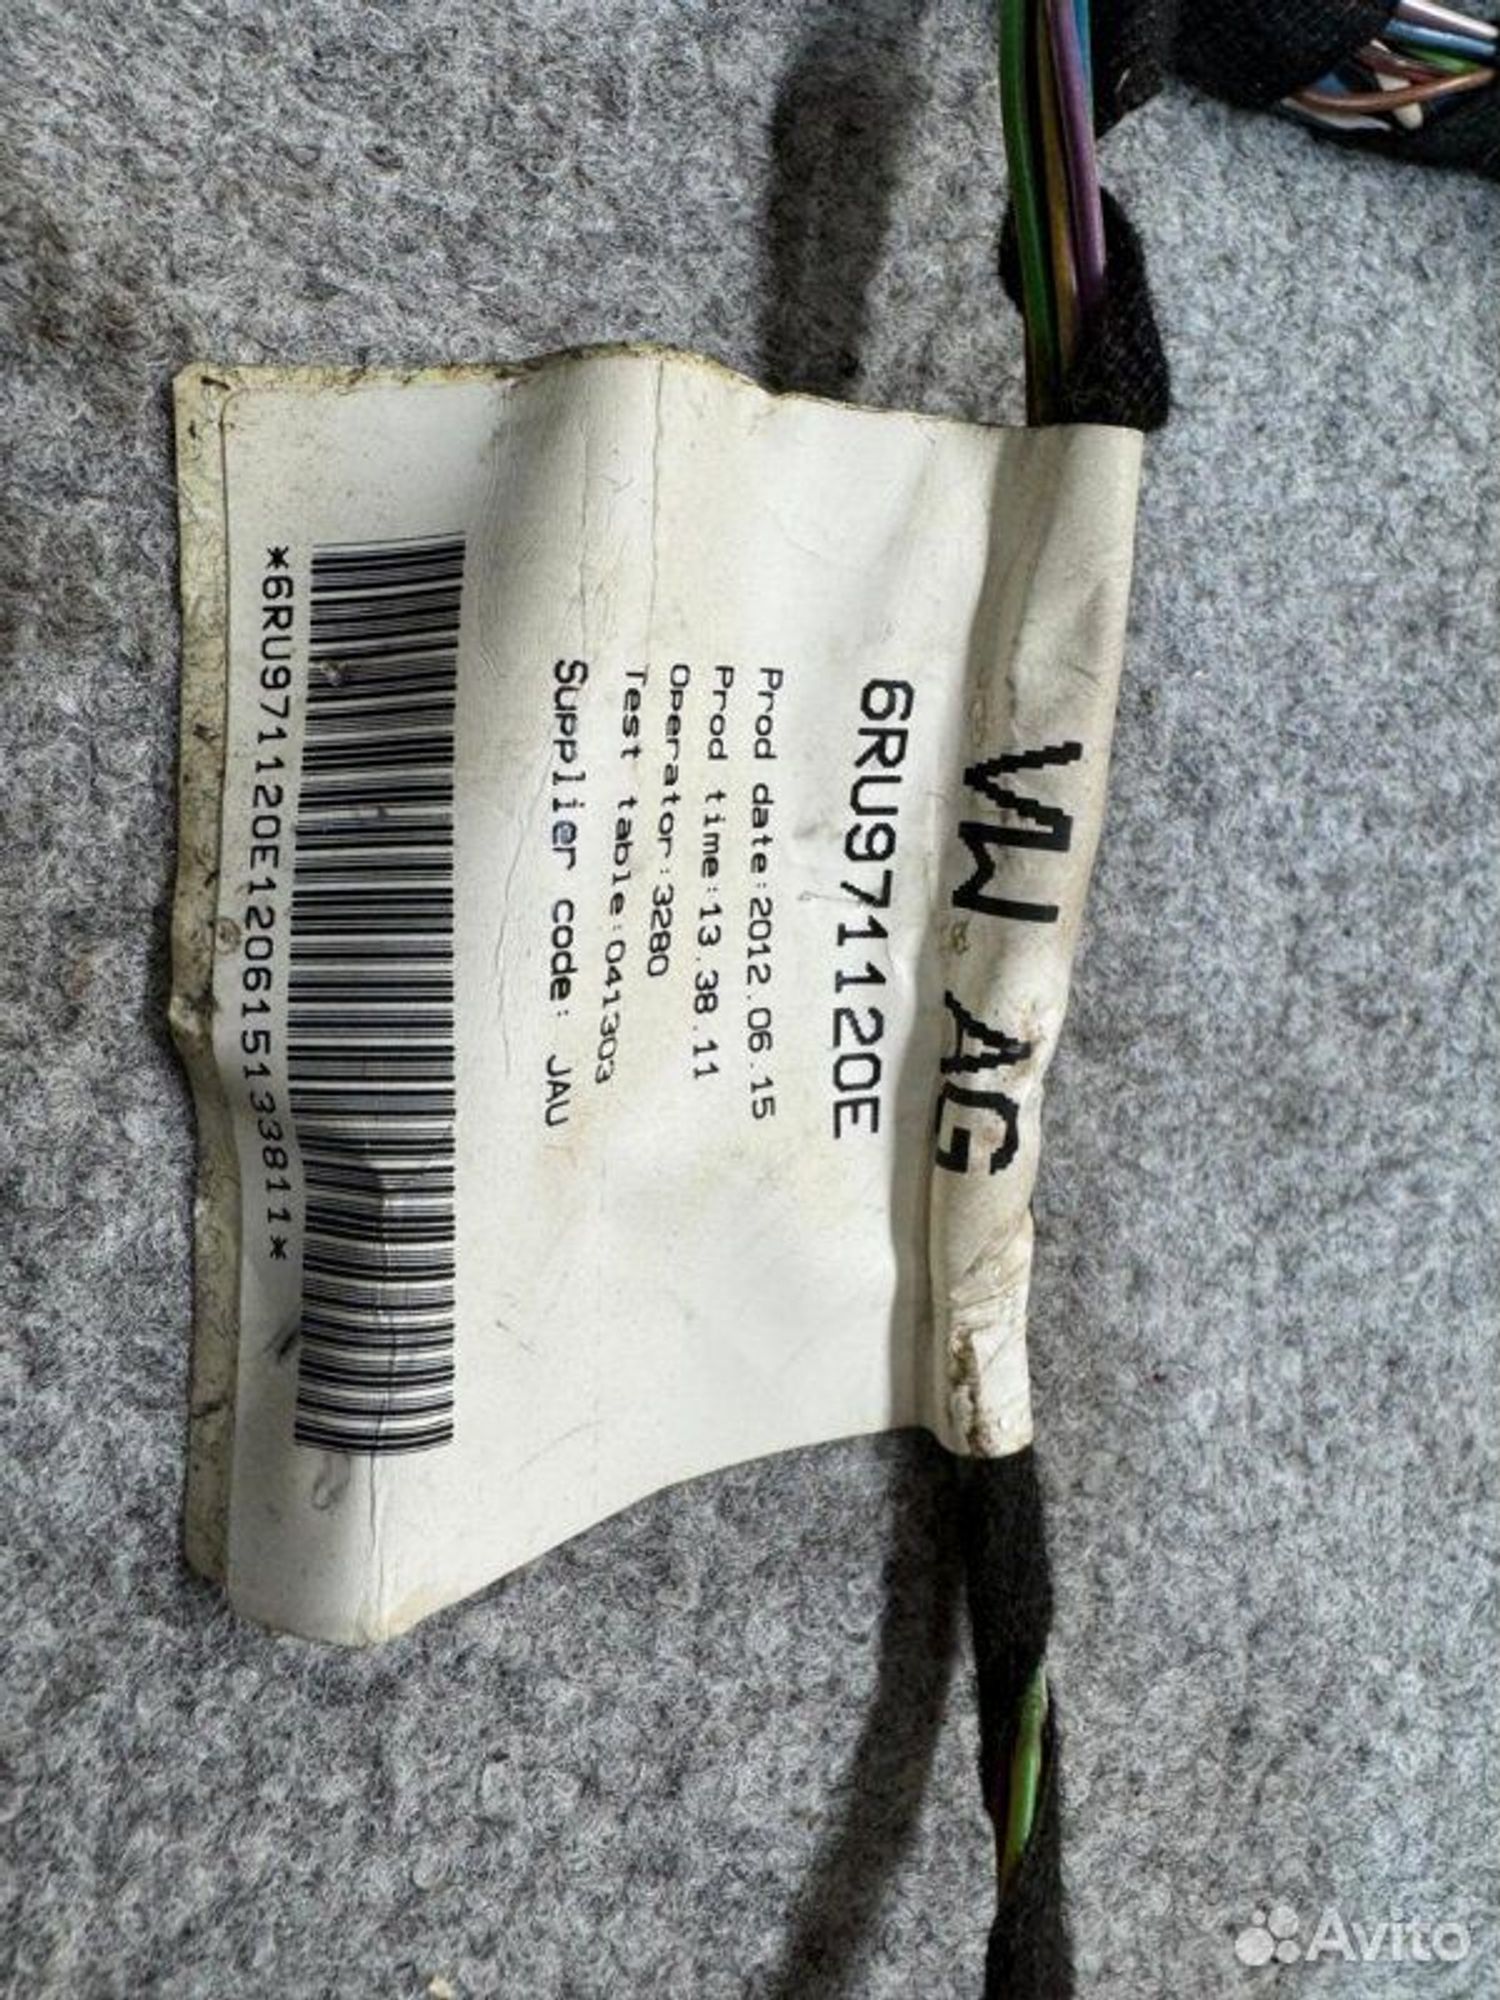 VW AG
6RU971120E
Prod date:2012.06.15
Prod time:13.38.11
Operator:3280
Test table:041303
Supplier code: JAU
*6RU971120E120615133811*
Avito